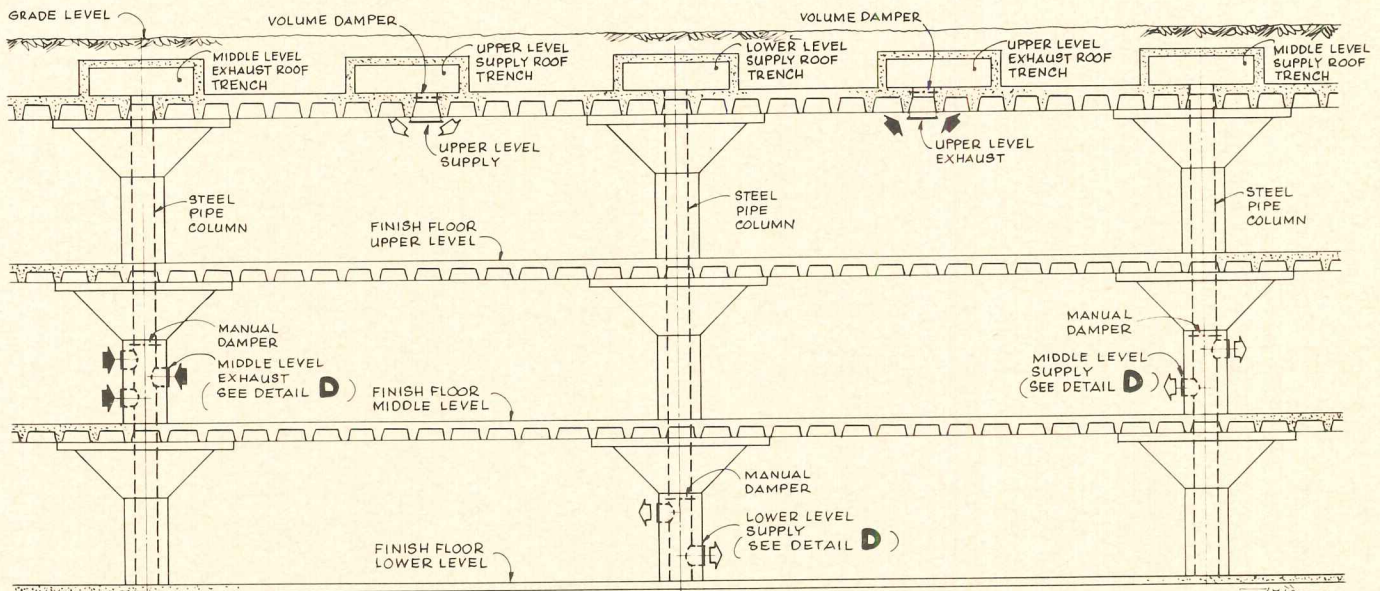 GRADE LEVEL
VOLUME DAMPER
VOLUME DAMPER
MIDDLE LEVEL
EXHAUST ROOF
TRENCH
UPPER LEVEL
SUPPLY ROOF
TRENCH
LOWER LEVEL
SUPPLY ROOF
TRENCH
UPPER LEVEL
EXHAUST ROOF
TRENCH
MIDDLE LEVEL
SUPPLY ROOF
TRENCH
UPPER LEVEL
SUPPLY
UPPER LEVEL
EXHAUST
STEEL
PIPE
COLUMN
STEEL
PIPE
COLUMN
STEEL
PIPE
COLUMN
FINISH FLOOR
UPPER LEVEL
MANUAL
DAMPER
MIDDLE LEVEL
EXHAUST
SEE DETAIL
( D )
FINISH FLOOR
MIDDLE LEVEL
MANUAL
DAMPER
MIDDLE LEVEL
SUPPLY
(SEE DETAIL D )
MANUAL
DAMPER
LOWER LEVEL
SUPPLY
( SEE DETAIL D )
FINISH FLOOR
LOWER LEVEL